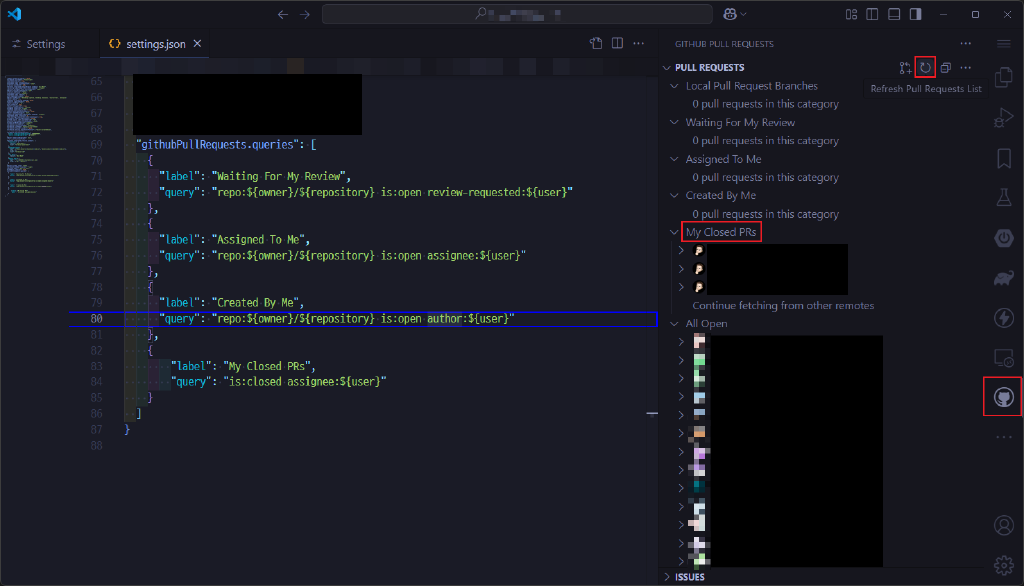 Settings
settings.json
65
66
67
68
69 "githubPullRequests.queries": [
70 {
71 "label": "Waiting For My Review",
72 "query": "repo:${owner}/${repository} is:open review-requested:${user}"
73 },
74 {
75 "label": "Assigned To Me",
76 "query": "repo:${owner}/${repository} is:open assignee:${user}"
77 },
78 {
79 "label": "Created By Me",
80 "query": "repo:${owner}/${repository} is:open author:${user}"
81 },
82 {
83 "label": "My Closed PRs",
84 "query": "is:closed assignee:${user}"
85 }
86 ]
87 }
88
GITHUB PULL REQUESTS
PULL REQUESTS
Refresh Pull Requests List
Local Pull Request Branches
0 pull requests in this category
Waiting For My Review
0 pull requests in this category
Assigned To Me
0 pull requests in this category
Created By Me
0 pull requests in this category
My Closed PRs
Continue fetching from other remotes
All Open
ISSUES